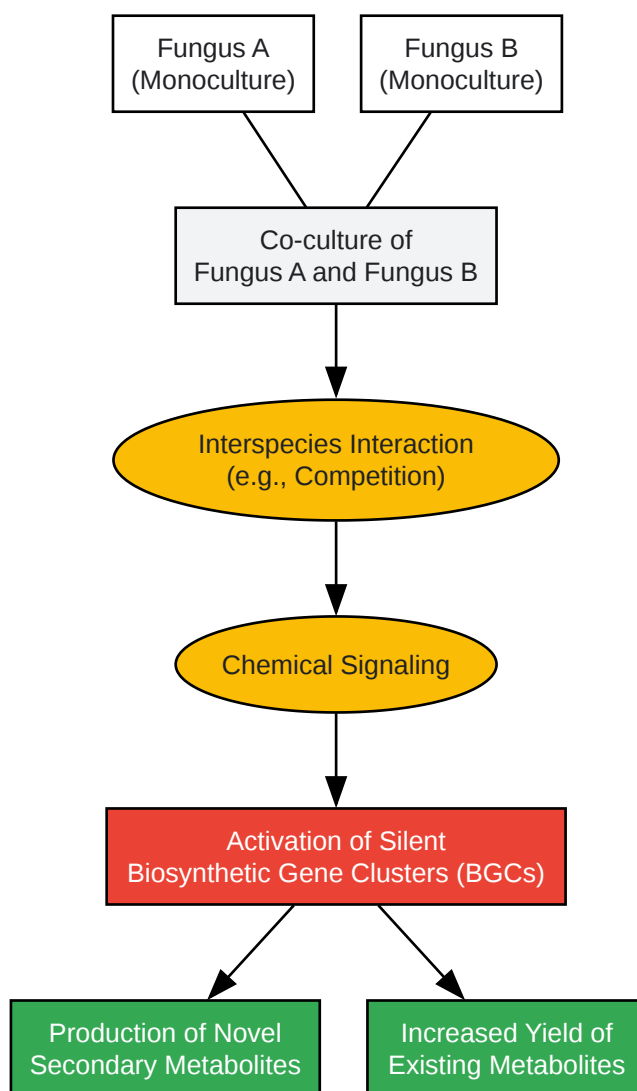 Fungus A
(Monoculture)
Fungus B
(Monoculture)
Co-culture of
Fungus A and Fungus B
Interspecies Interaction
(e.g., Competition)
Chemical Signaling
Activation of Silent
Biosynthetic Gene Clusters (BGCs)
Production of Novel
Secondary Metabolites
Increased Yield of
Existing Metabolites